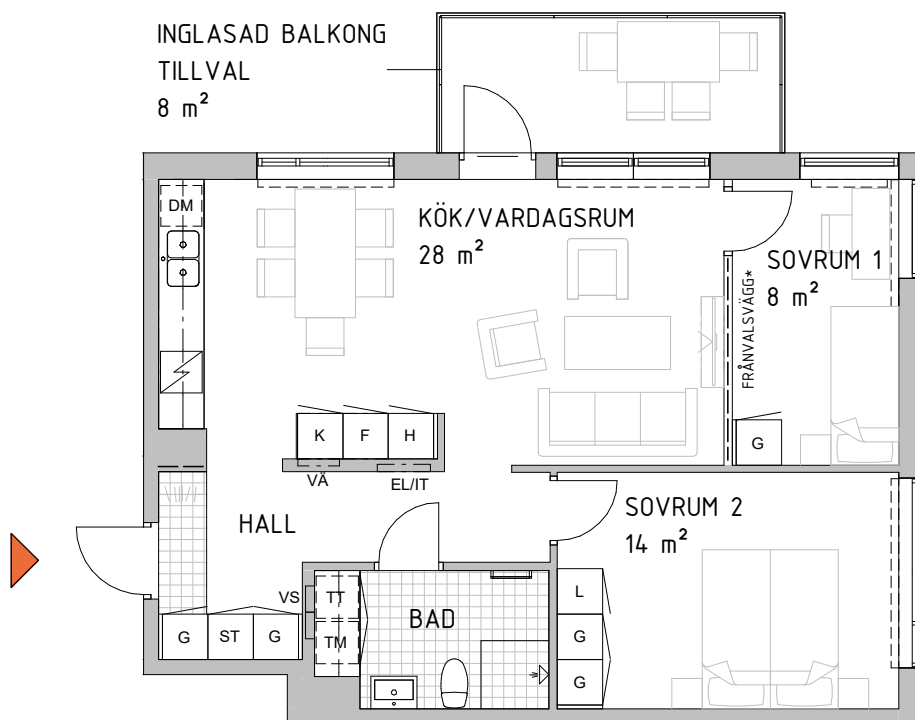 INGLASAD BALKONG
TILLVAL
8 m²
DM
KÖK/VARDAGSRUM
28 m²
SOVRUM 1
8 m²
FRÅNVALSVÄGG*
K F H
G
VÄ
EL/IT
HALL
SOVRUM 2
14 m²
VS
TT
BAD
L
G ST G
TM
G
G